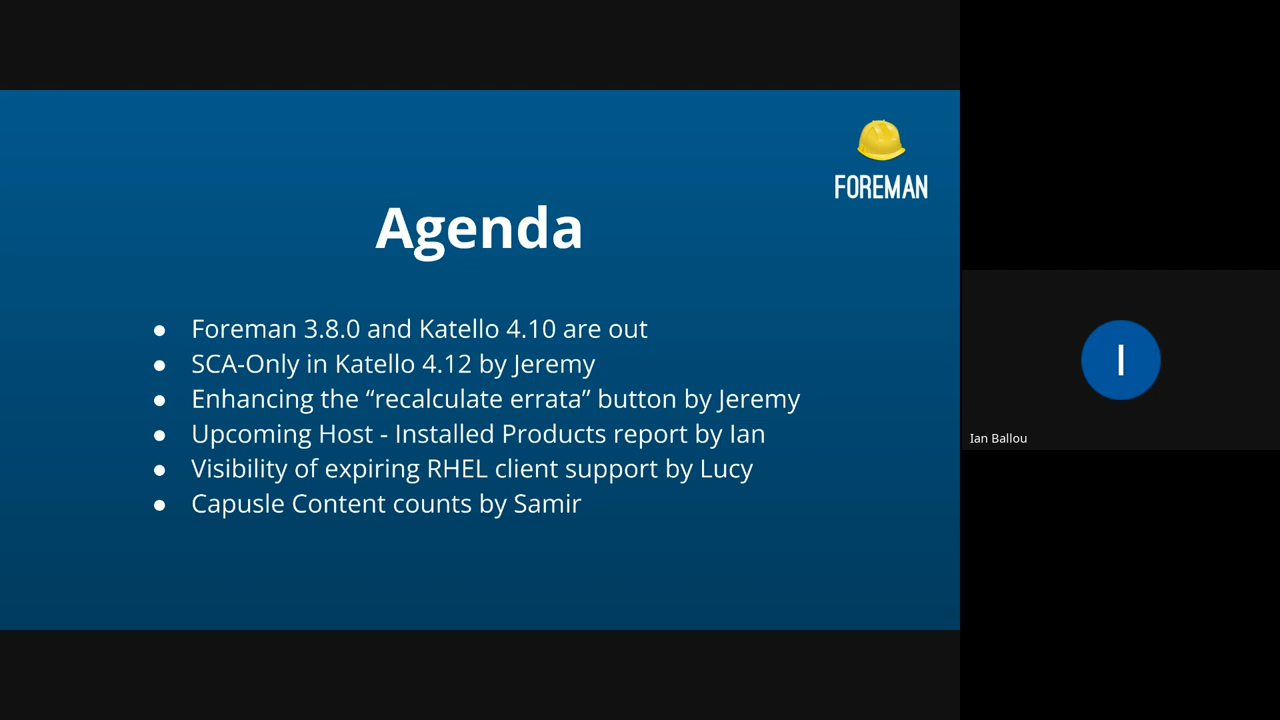 FOREMAN
Agenda
● Foreman 3.8.0 and Katello 4.10 are out
● SCA-Only in Katello 4.12 by Jeremy
● Enhancing the “recalculate errata” button by Jeremy
● Upcoming Host - Installed Products report by Ian
● Visibility of expiring RHEL client support by Lucy
● Capusle Content counts by Samir
I
Ian Ballou